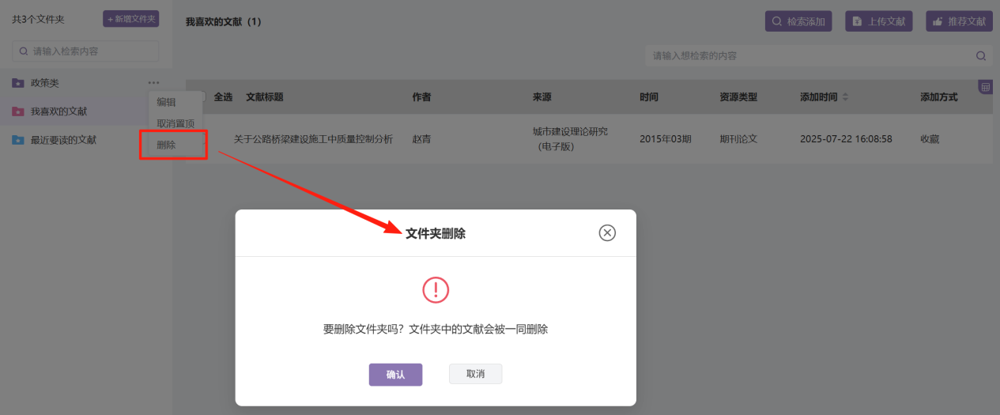 共3个文件夹
+ 新增文件夹
请输入检索内容
政策类
我喜欢的文献
最近要读的文献
编辑
取消置顶
删除
我喜欢的文献（1）
检索添加
上传文献
推荐文献
请输入想检索的内容
全选 文献标题 作者 来源 时间 资源类型 添加时间 添加方式
关于公路桥梁建设施工中质量控制分析 赵青 城市建设理论研究 2015年03期 期刊论文 2025-07-22 16:08:58 收藏
（电子版）
文件夹删除
要删除文件夹吗？文件夹中的文献会被一同删除
确认
取消